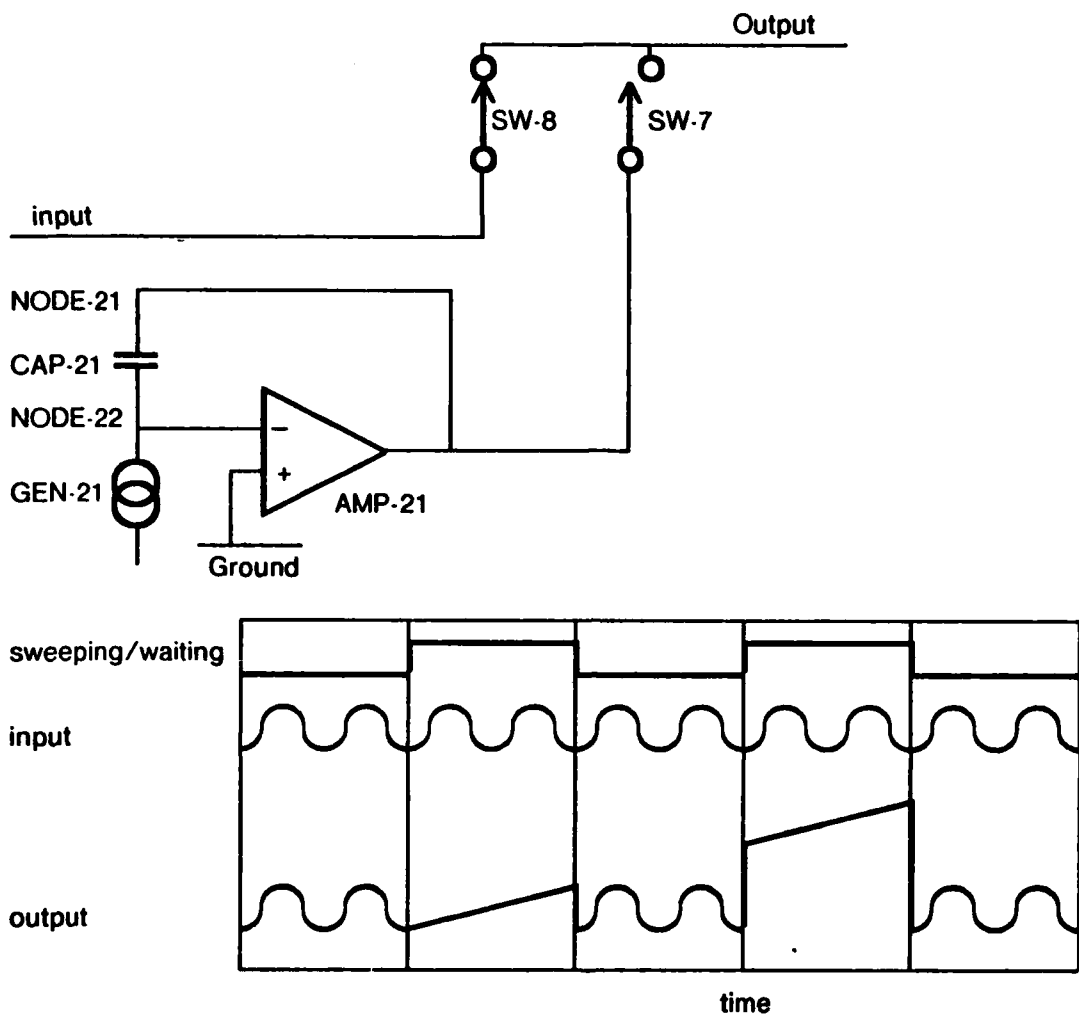 Output
SW-8
SW-7
input
NODE-21
CAP-21
NODE-22
GEN-21
−
+
AMP-21
Ground
sweeping/waiting
input
output
time